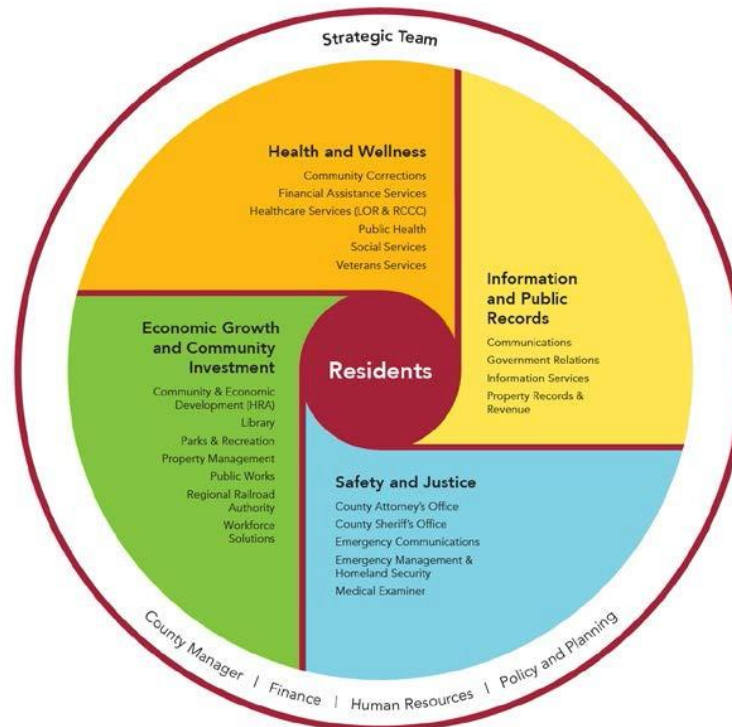 Strategic Team
Health and Wellness
Community Corrections
Financial Assistance Services
Healthcare Services (LOR & RCCC)
Public Health
Social Services
Veterans Services
Information
and Public
Records
Communications
Government Relations
Information Services
Property Records &
Revenue
Economic Growth
and Community
Investment
Community & Economic
Development (HRA)
Library
Parks & Recreation
Property Management
Public Works
Regional Railroad
Authority
Workforce
Solutions
Residents
Safety and Justice
County Attorney's Office
County Sheriff's Office
Emergency Communications
Emergency Management &
Homeland Security
Medical Examiner
County Manager | Finance | Human Resources | Policy and Planning